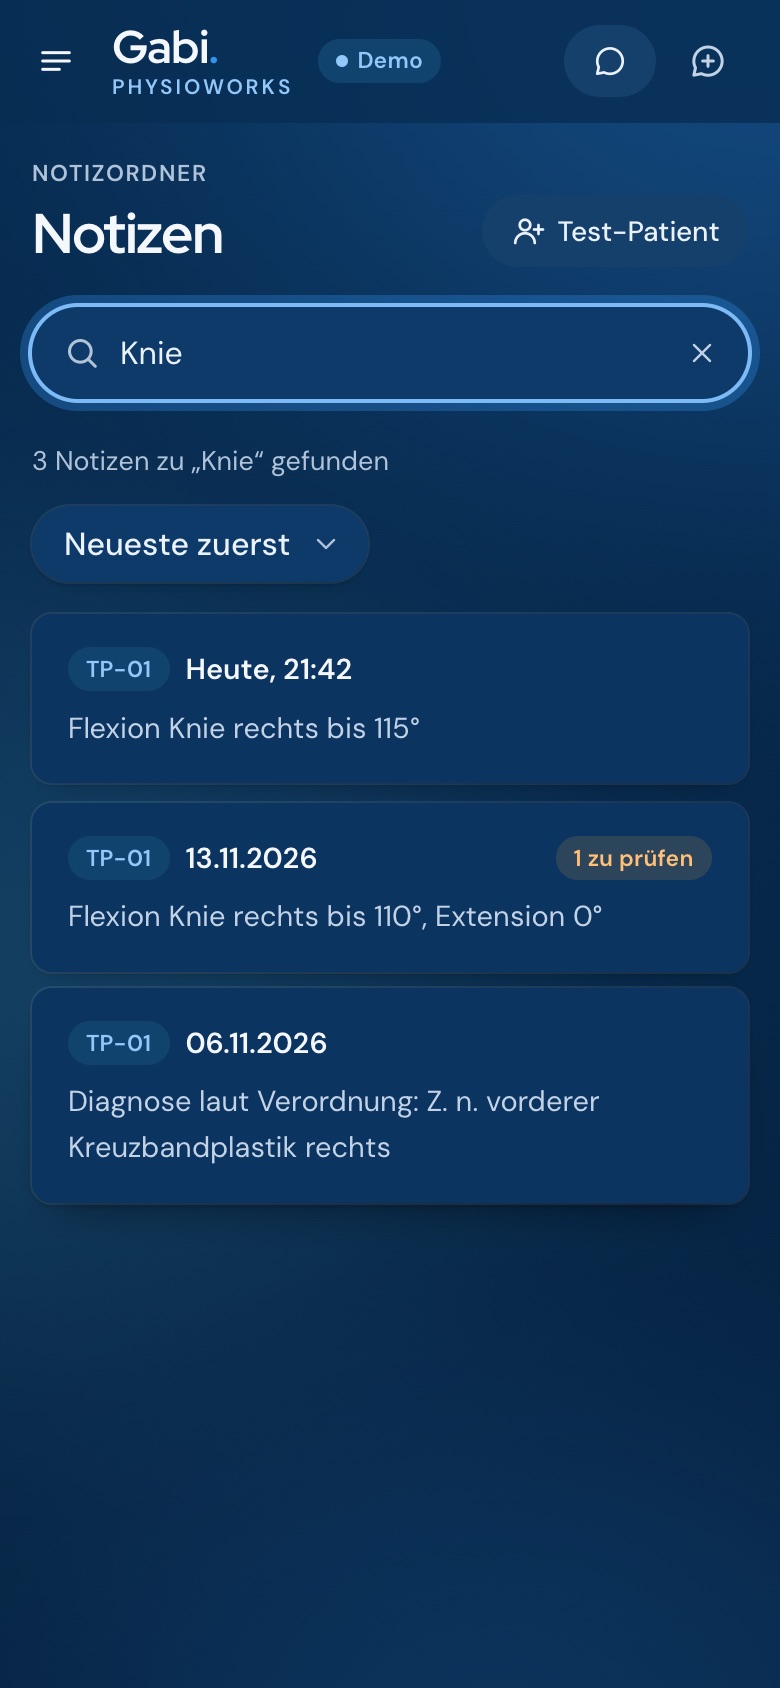 Gabi.
PHYSIOWORKS
Demo
NOTIZORDNER
Notizen
Test-Patient
Knie
3 Notizen zu „Knie“ gefunden
Neueste zuerst
TP-01 Heute, 21:42
Flexion Knie rechts bis 115°
TP-01 13.11.2026 1 zu prüfen
Flexion Knie rechts bis 110°, Extension 0°
TP-01 06.11.2026
Diagnose laut Verordnung: Z. n. vorderer
Kreuzbandplastik rechts